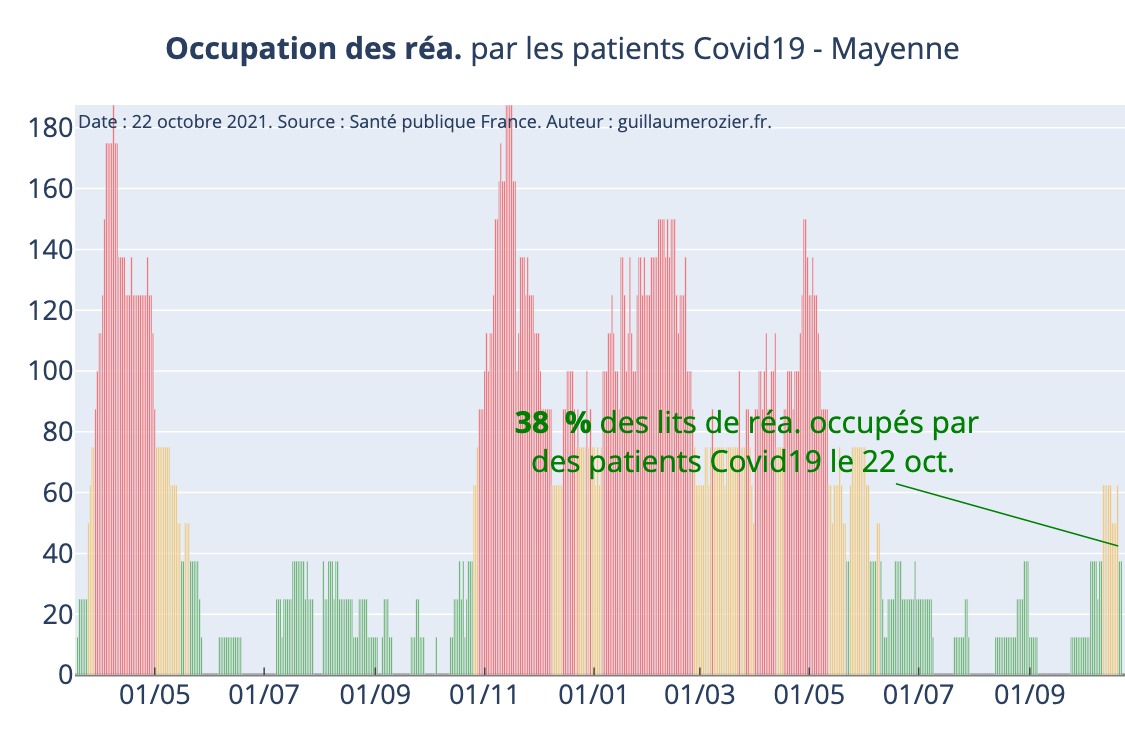 Occupation des réa. par les patients Covid19 - Mayenne
Date : 22 octobre 2021. Source : Santé publique France. Auteur : guillaumerozier.fr.
180
160
140
120
100
80
60
40
20
0
38 % des lits de réa. occupés par
des patients Covid19 le 22 oct.
01/05 01/07 01/09 01/11 01/01 01/03 01/05 01/07 01/09